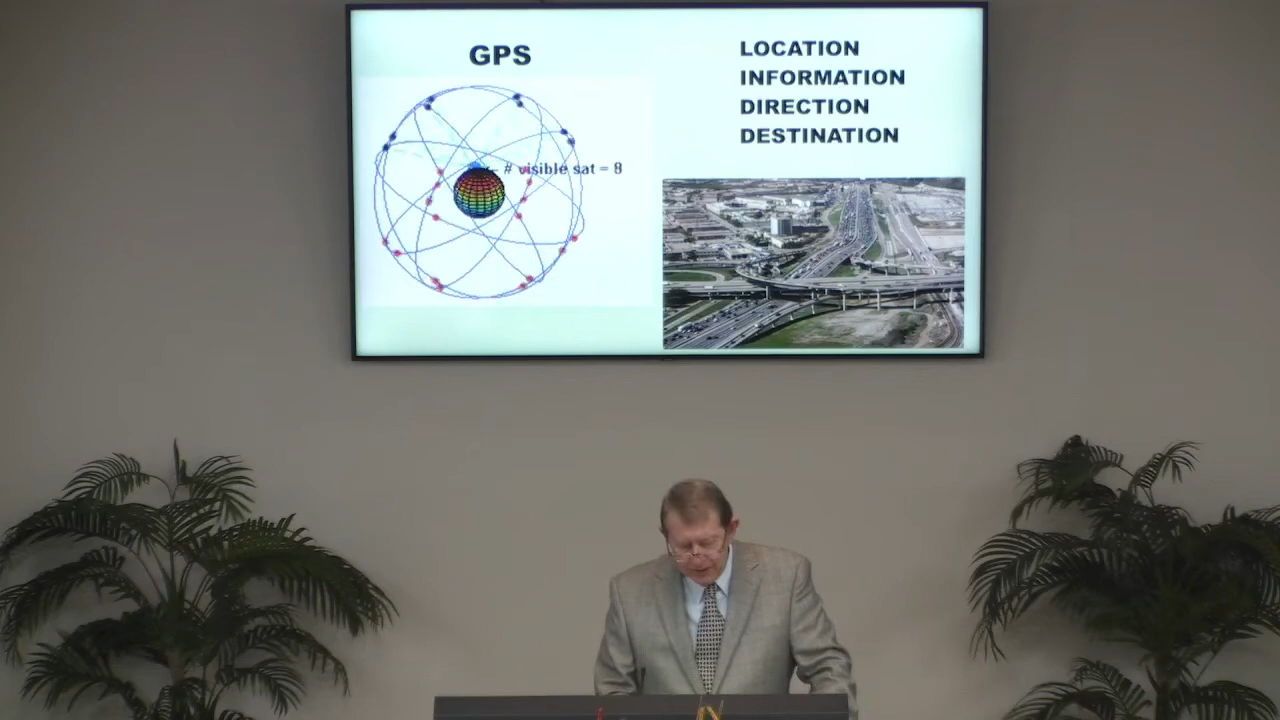 GPS
# visible sat = 8
LOCATION
INFORMATION
DIRECTION
DESTINATION